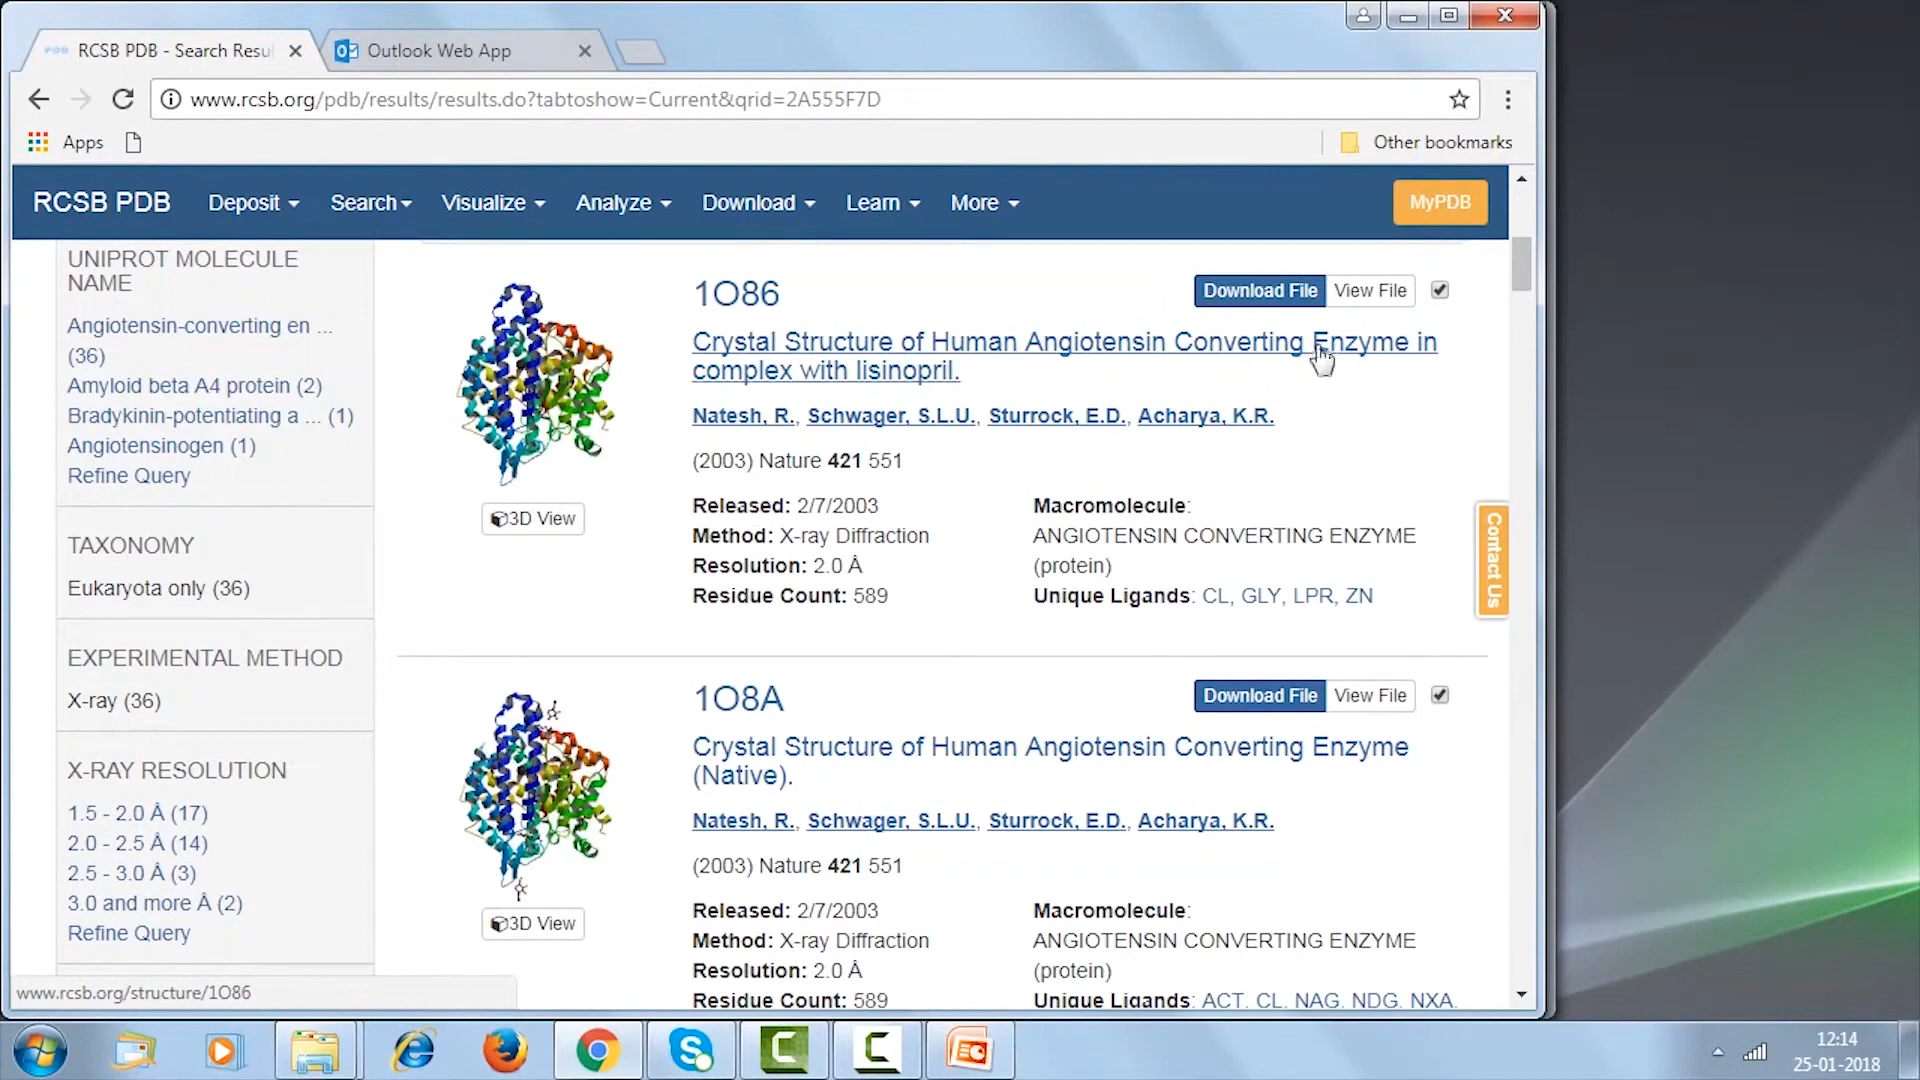 RCSB PDB - Search Resu
Outlook Web App
www.rcsb.org/pdb/results/results.do?tabtoshow=Current&qrid=2A555F7D
Apps
Other bookmarks
RCSB PDB Deposit Search Visualize Analyze Download Learn More MyPDB
UNIPROT MOLECULE
NAME
Angiotensin-converting en ...
(36)
Amyloid beta A4 protein (2)
Bradykinin-potentiating a ... (1)
Angiotensinogen (1)
Refine Query
TAXONOMY
Eukaryota only (36)
EXPERIMENTAL METHOD
X-ray (36)
X-RAY RESOLUTION
1.5 - 2.0 Å (17)
2.0 - 2.5 Å (14)
2.5 - 3.0 Å (3)
3.0 and more Å (2)
Refine Query
3D View
1O86
Download File View File
Crystal Structure of Human Angiotensin Converting Enzyme in
complex with lisinopril.
Natesh, R., Schwager, S.L.U., Sturrock, E.D., Acharya, K.R.
(2003) Nature 421 551
Released: 2/7/2003
Method: X-ray Diffraction
Resolution: 2.0 Å
Residue Count: 589
Macromolecule:
ANGIOTENSIN CONVERTING ENZYME
(protein)
Unique Ligands: CL, GLY, LPR, ZN
Contact Us
3D View
1O8A
Download File View File
Crystal Structure of Human Angiotensin Converting Enzyme
(Native).
Natesh, R., Schwager, S.L.U., Sturrock, E.D., Acharya, K.R.
(2003) Nature 421 551
Released: 2/7/2003
Method: X-ray Diffraction
Resolution: 2.0 Å
Residue Count: 589
Macromolecule:
ANGIOTENSIN CONVERTING ENZYME
(protein)
Unique Ligands: ACT, CL, NAG, NDG, NXA,
www.rcsb.org/structure/1O86
12:14
25-01-2018